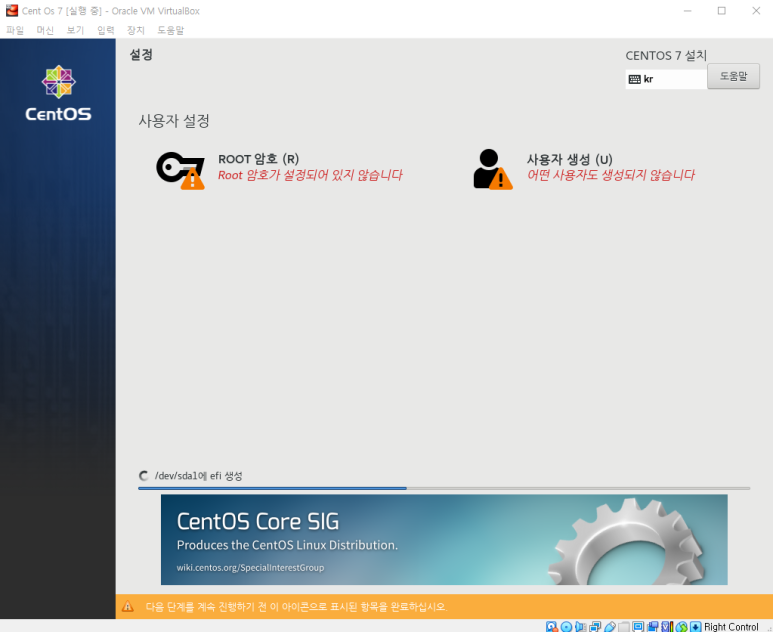 Cent Os 7 [실행 중] - Oracle VM VirtualBox
파일 머신 보기 입력 장치 도움말
CentOS
설정
CENTOS 7 설치
kr
도움말
사용자 설정
ROOT 암호 (R)
Root 암호가 설정되어 있지 않습니다
사용자 생성 (U)
어떤 사용자도 생성되지 않습니다
/dev/sda1에 efi 생성
CentOS Core SIG
Produces the CentOS Linux Distribution.
wiki.centos.org/SpecialInterestGroup
다음 단계를 계속 진행하기 전 이 아이콘으로 표시된 항목을 완료하십시오.
Right Control